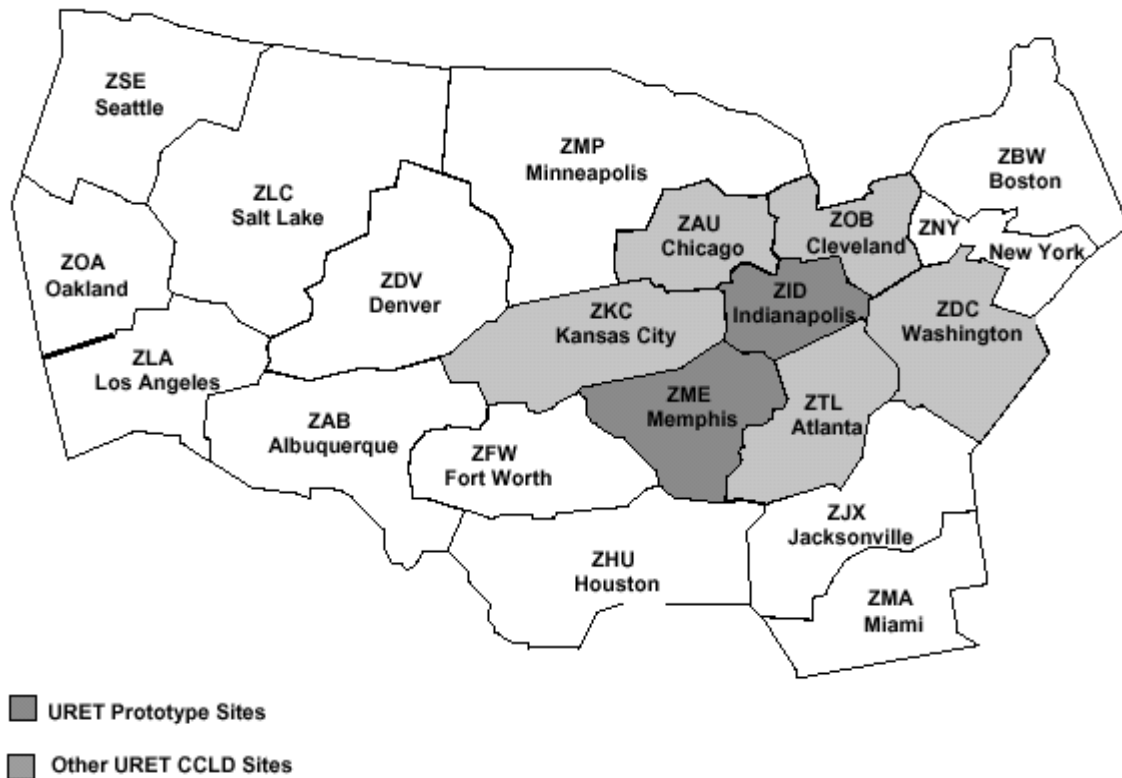 ZSE
Seattle
ZMP
Minneapolis
ZBW
Boston
ZLC
Salt Lake
ZAU
Chicago
ZOB
Cleveland
ZNY
New York
ZOA
Oakland
ZDV
Denver
ZID
Indianapolis
ZKC
Kansas City
ZDC
Washington
ZLA
Los Angeles
ZME
Memphis
ZTL
Atlanta
ZAB
Albuquerque
ZFW
Fort Worth
ZJX
Jacksonville
ZHU
Houston
ZMA
Miami
URET Prototype Sites
Other URET CCLD Sites